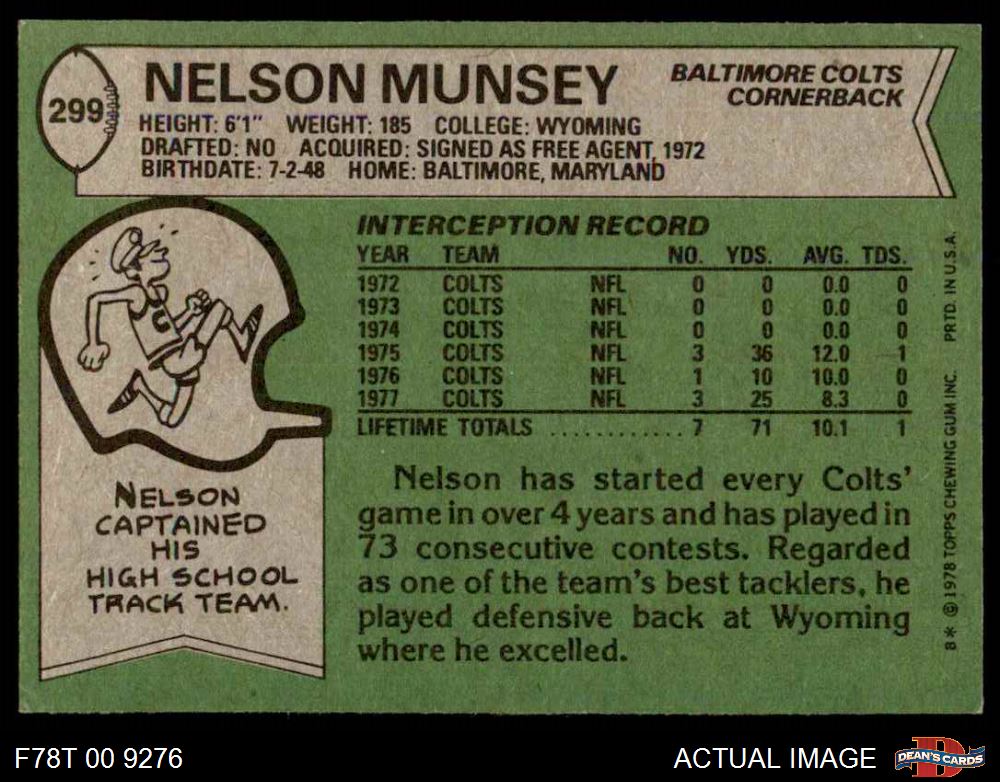 299
NELSON MUNSEY
BALTIMORE COLTS
CORNERBACK
HEIGHT: 6'1" WEIGHT: 185 COLLEGE: WYOMING
DRAFTED: NO ACQUIRED: SIGNED AS FREE AGENT, 1972
BIRTHDATE: 7-2-48 HOME: BALTIMORE, MARYLAND
C
NELSON
CAPTAINED
HIS
HIGH SCHOOL
TRACK TEAM.
INTERCEPTION RECORD
YEAR TEAM NO. YDS. AVG. TDS.
1972 COLTS NFL 0 0 0.0 0
1973 COLTS NFL 0 0 0.0 0
1974 COLTS NFL 0 0 0.0 0
1975 COLTS NFL 3 36 12.0 1
1976 COLTS NFL 1 10 10.0 0
1977 COLTS NFL 3 25 8.3 0
LIFETIME TOTALS ............. 7 71 10.1 1
Nelson has started every Colts'
game in over 4 years and has played in
73 consecutive contests. Regarded
as one of the team's best tacklers, he
played defensive back at Wyoming
where he excelled.
8* © 1978 TOPPS CHEWING GUM INC. PRTD. IN U.S.A.
F78T 00 9276
ACTUAL IMAGE
D
DEAN'S CARDS